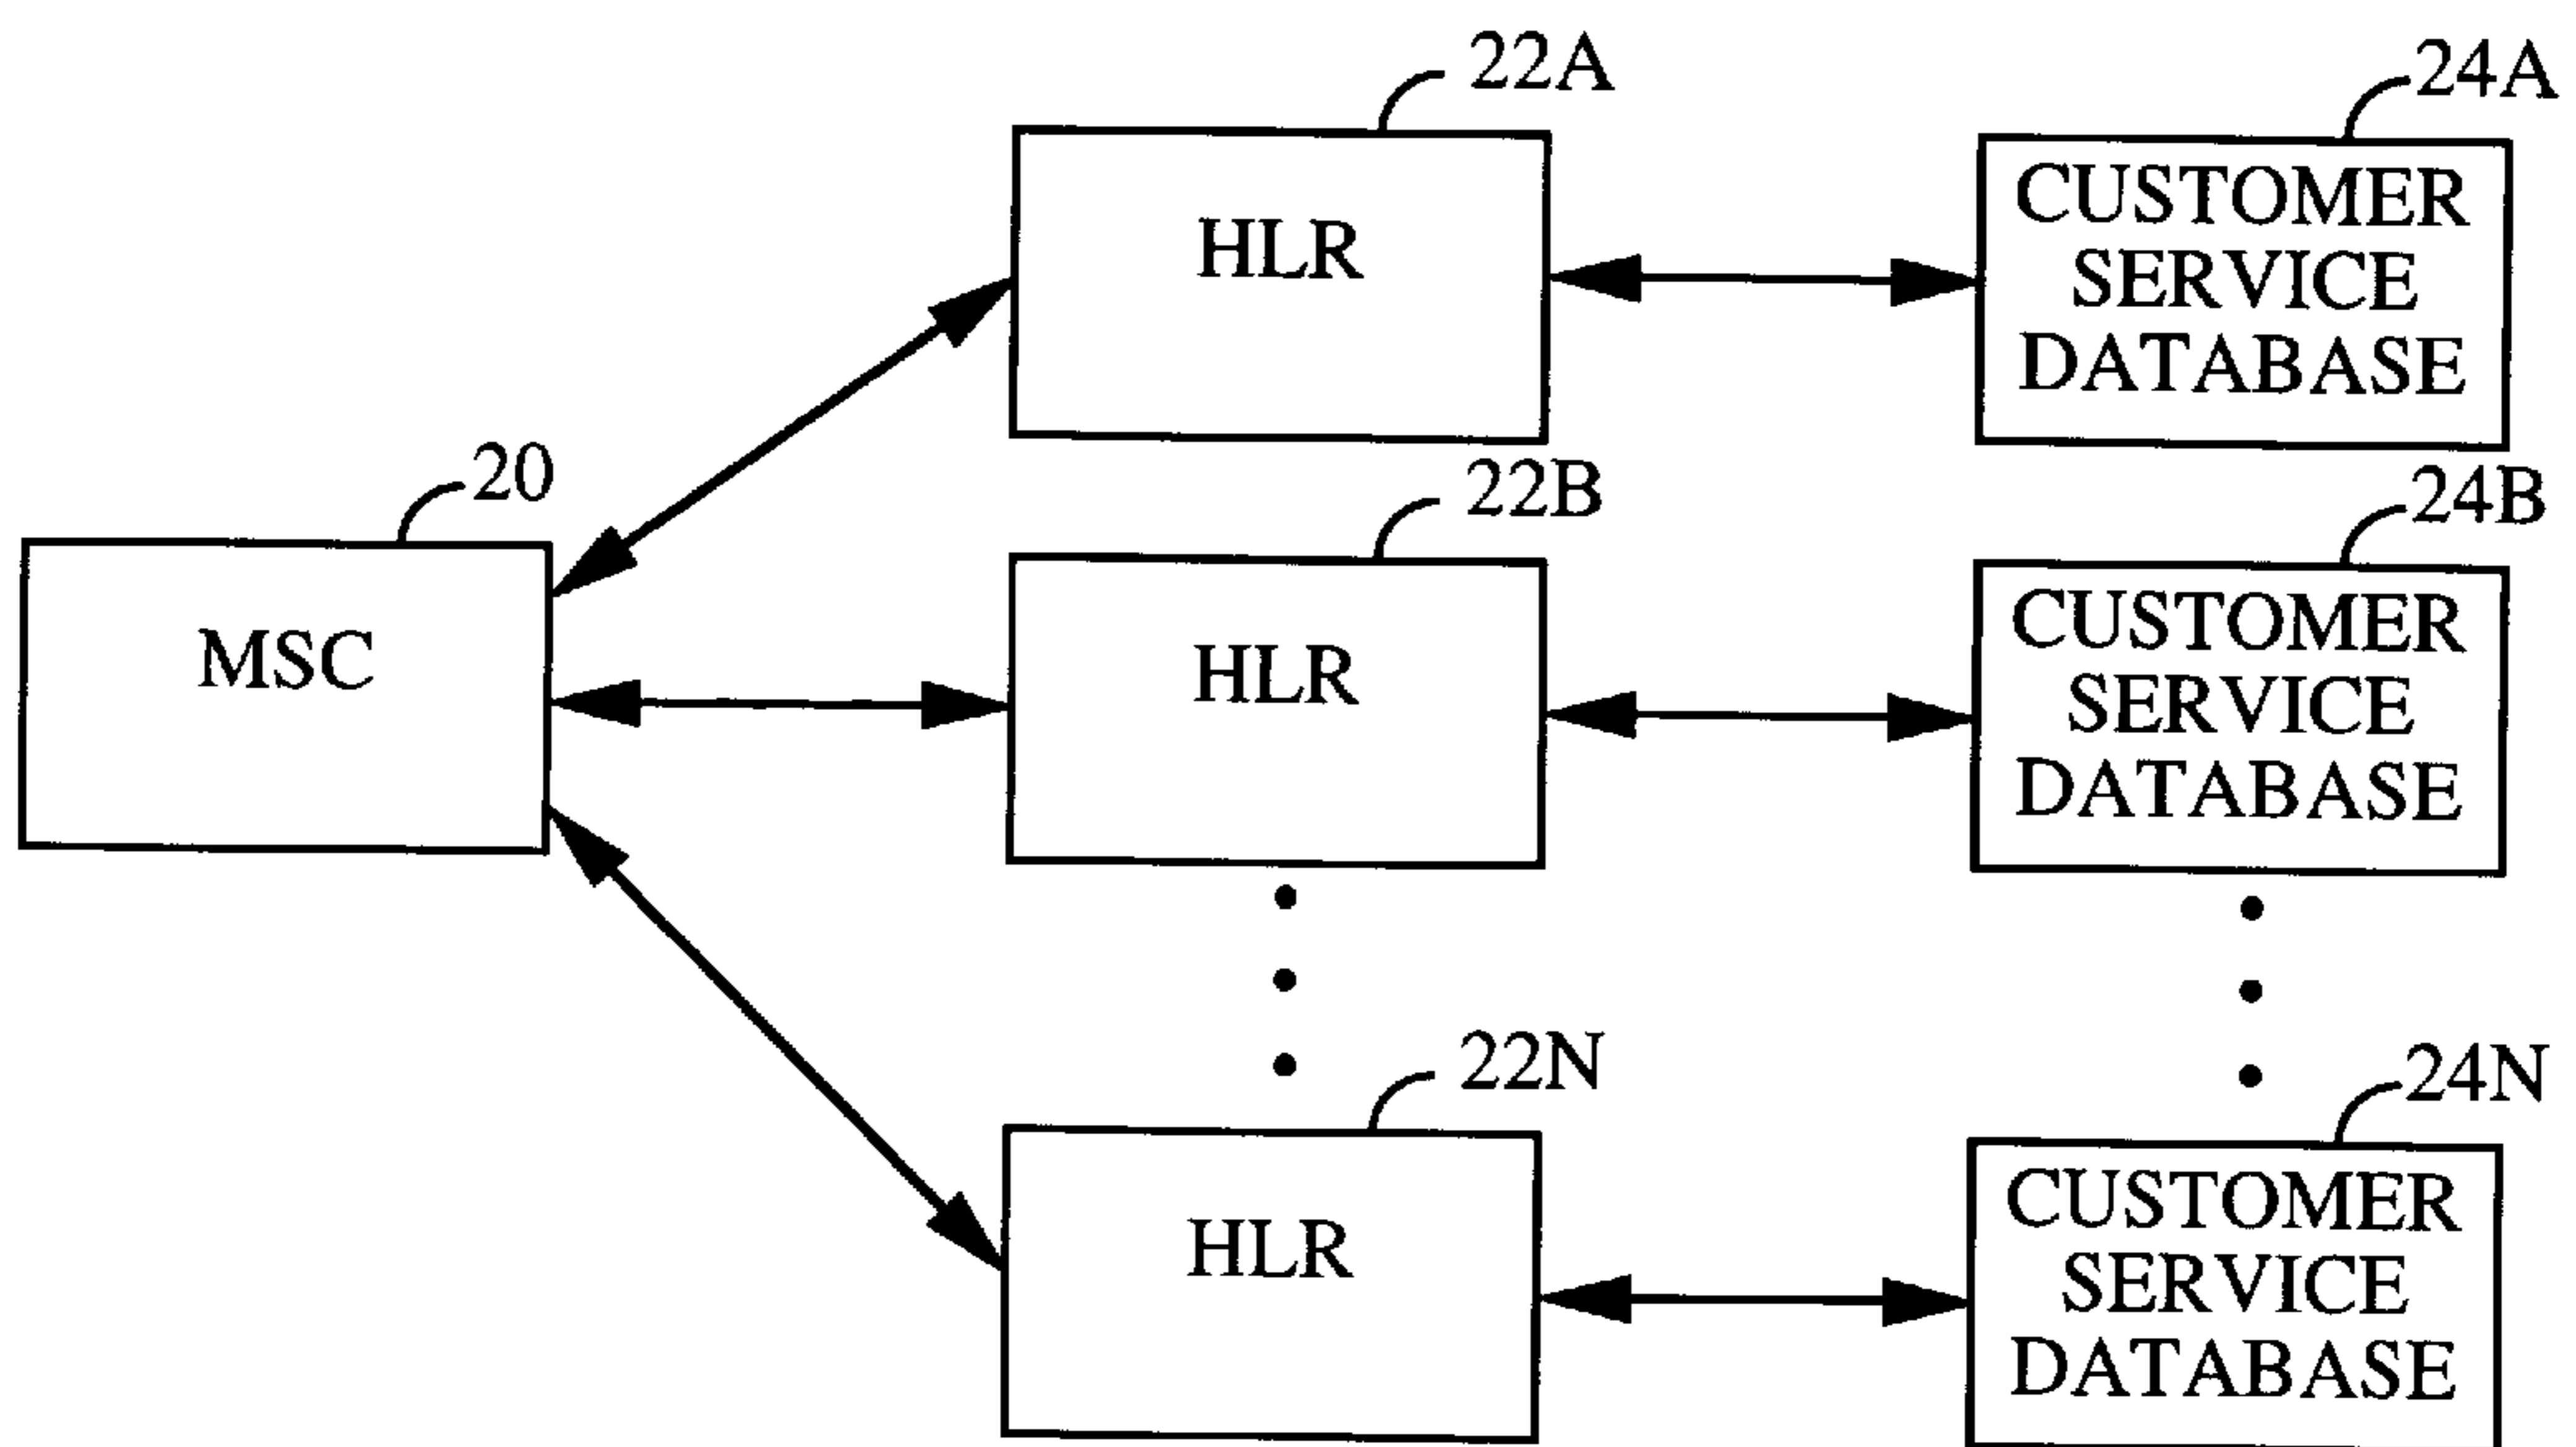 22A
24A
HLR
CUSTOMER
SERVICE
DATABASE
20
22B
24B
MSC
HLR
CUSTOMER
SERVICE
DATABASE
22N
24N
HLR
CUSTOMER
SERVICE
DATABASE